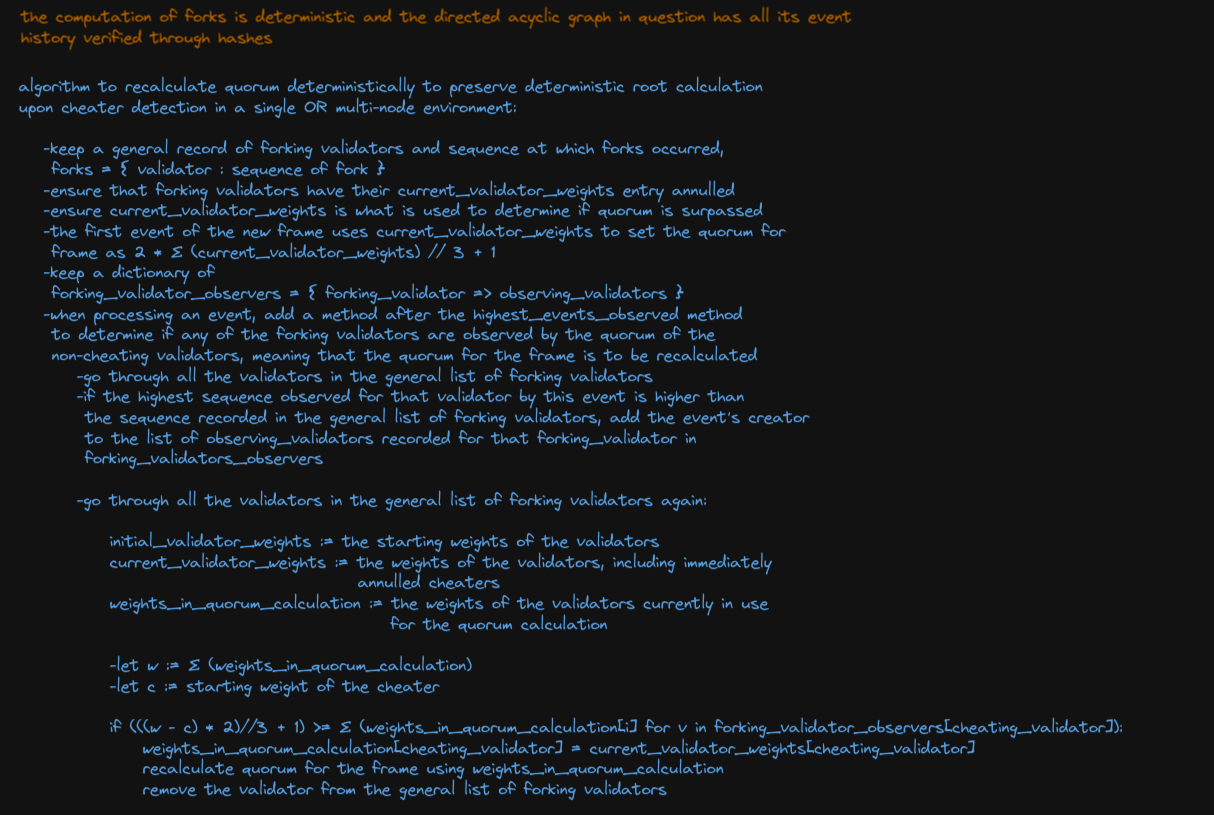 the computation of forks is deterministic and the directed acyclic graph in question has all its event
history verified through hashes
algorithm to recalculate quorum deterministically to preserve deterministic root calculation
upon cheater detection in a single OR multi-node environment:
-keep a general record of forking validators and sequence at which forks occurred,
forks = { validator : sequence of fork }
-ensure that forking validators have their current_validator_weights entry annulled
-ensure current_validator_weights is what is used to determine if quorum is surpassed
-the first event of the new frame uses current_validator_weights to set the quorum for
frame as 2 * Σ (current_validator_weights) // 3 + 1
-keep a dictionary of
forking_validator_observers = { forking_validator => observing_validators }
-when processing an event, add a method after the highest_events_observed method
to determine if any of the forking validators are observed by the quorum of the
non-cheating validators, meaning that the quorum for the frame is to be recalculated
-go through all the validators in the general list of forking validators
-if the highest sequence observed for that validator by this event is higher than
the sequence recorded in the general list of forking validators, add the event's creator
to the list of observing_validators recorded for that forking_validator in
forking_validators_observers
-go through all the validators in the general list of forking validators again:
initial_validator_weights := the starting weights of the validators
current_validator_weights := the weights of the validators, including immediately
annulled cheaters
weights_in_quorum_calculation := the weights of the validators currently in use
for the quorum calculation
-let w := Σ (weights_in_quorum_calculation)
-let c := starting weight of the cheater
if (((w - c) * 2)//3 + 1) >= Σ (weights_in_quorum_calculation[i] for v in forking_validator_observers[cheating_validator]):
weights_in_quorum_calculation[cheating_validator] = current_validator_weights[cheating_validator]
recalculate quorum for the frame using weights_in_quorum_calculation
remove the validator from the general list of forking validators